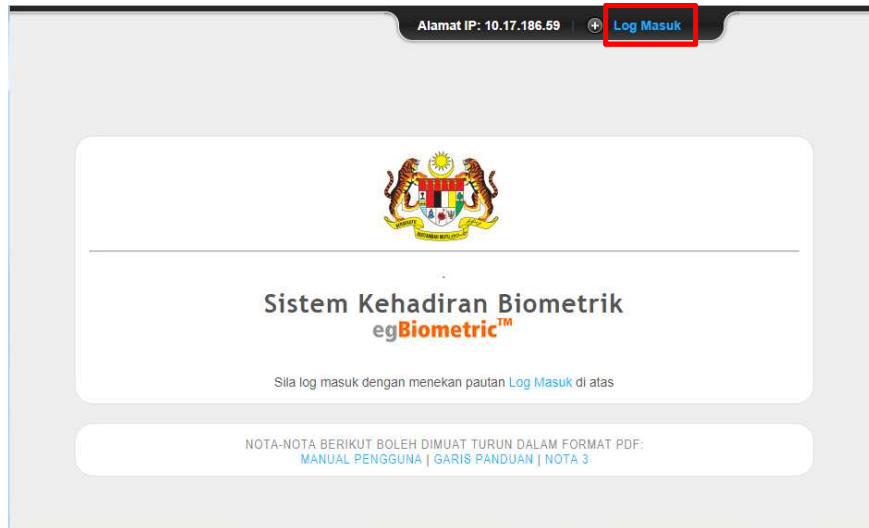 Alamat IP: 10.17.186.59 Log Masuk
Sistem Kehadiran Biometrik
egBiometric™
Sila log masuk dengan menekan pautan Log Masuk di atas
NOTA-NOTA BERIKUT BOLEH DIMUAT TURUN DALAM FORMAT PDF:
MANUAL PENGGUNA | GARIS PANDUAN | NOTA 3